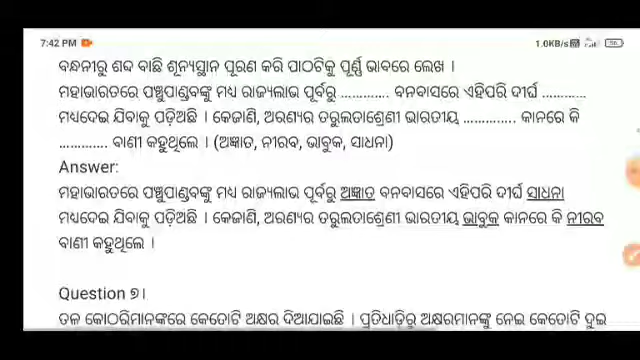 7:42 PM
1.0KB/s
ବନ୍ଧନୀରୁ ଶବ୍ଦ ବାଛି ଶୂନ୍ୟସ୍ଥାନ ପୂରଣ କରି ପାଠଟିକୁ ପୂର୍ଣ୍ଣ ଭାବରେ ଲେଖ ।
ମହାଭାରତରେ ପଞ୍ଚୁପାଣ୍ଡବଙ୍କୁ ମଧ୍ୟ ରାଜ୍ୟଲାଭ ପୂର୍ବରୁ ............. ବନବାସରେ ଏହିପରି ଦୀର୍ଘ ............
ମଧ୍ୟଦେଇ ଯିବାକୁ ପଡ଼ିଅଛି । କେଜାଣି, ଅରଣ୍ୟର ତରୁଲତାଶ୍ରେଣୀ ଭାରତୀୟ .............. କାନରେ କି
............. ବାଣୀ କହୁଥିଲେ । (ଅଜ୍ଞାତ, ନୀରବ, ଭାବୁକ, ସାଧନା)
Answer:
ମହାଭାରତରେ ପଞ୍ଚୁପାଣ୍ଡବଙ୍କୁ ମଧ୍ୟ ରାଜ୍ୟଲାଭ ପୂର୍ବରୁ ଅଜ୍ଞାତ ବନବାସରେ ଏହିପରି ଦୀର୍ଘ ସାଧନା
ମଧ୍ୟଦେଇ ଯିବାକୁ ପଡ଼ିଅଛି । କେଜାଣି, ଅରଣ୍ୟର ତରୁଲତାଶ୍ରେଣୀ ଭାରତୀୟ ଭାବୁକ କାନରେ କି ନୀରବ
ବାଣୀ କହୁଥିଲେ ।
Question ୭।
ତଳ କୋଠରିମାନଙ୍କରେ କେତୋଟି ଅକ୍ଷର ଦିଆଯାଇଛି । ପ୍ରତିଧାଡ଼ିରୁ ଅକ୍ଷରମାନଙ୍କୁ ନେଇ କେତୋଟି ଦୁଇ